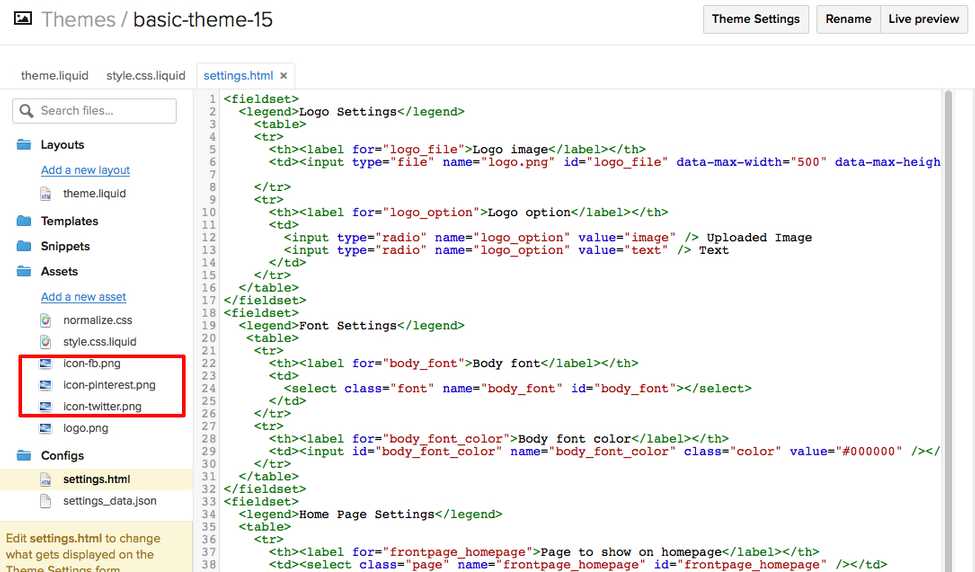 Themes / basic-theme-15
Theme Settings
Rename
Live preview
theme.liquid
style.css.liquid
settings.html ×
Search files...
Layouts
Add a new layout
theme.liquid
Templates
Snippets
Assets
Add a new asset
normalize.css
style.css.liquid
icon-fb.png
icon-pinterest.png
icon-twitter.png
logo.png
Configs
settings.html
settings_data.json
Edit settings.html to change
what gets displayed on the
Theme Settings form
1 <fieldset>
2 <legend>Logo Settings</legend>
3 <table>
4 <tr>
5 <th><label for="logo_file">Logo image</label></th>
6 <td><input type="file" name="logo.png" id="logo_file" data-max-width="500" data-max-heigh
7
8 </tr>
9 <tr>
10 <th><label for="logo_option">Logo option</label></th>
11 <td>
12 <input type="radio" name="logo_option" value="image" /> Uploaded Image
13 <input type="radio" name="logo_option" value="text" /> Text
14 </td>
15 </tr>
16 </table>
17 </fieldset>
18 <fieldset>
19 <legend>Font Settings</legend>
20 <table>
21 <tr>
22 <th><label for="body_font">Body font</label></th>
23 <td>
24 <select class="font" name="body_font" id="body_font"></select>
25 </td>
26 </tr>
27 <tr>
28 <th><label for="body_font_color">Body font color</label></th>
29 <td><input id="body_font_color" name="body_font_color" class="color" value="#000000" /></
30 </tr>
31 </table>
32 </fieldset>
33 <fieldset>
34 <legend>Home Page Settings</legend>
35 <table>
36 <tr>
37 <th><label for="frontpage_homepage">Page to show on homepage</label></th>
38 <td><select class="page" name="frontpage_homepage" id="frontpage_homepage" /></td>